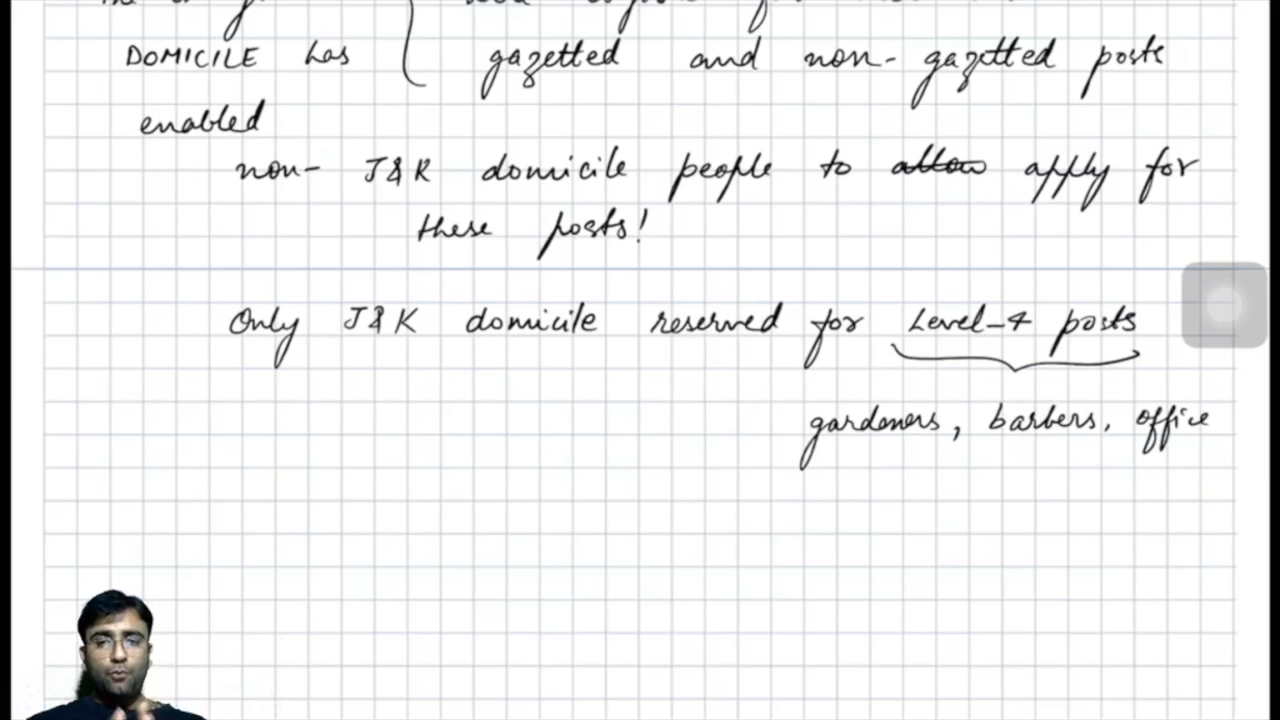 DOMICILE has gazetted and non-gazetted posts
enabled
non- J&K domicile people to allow apply for
these posts!
Only J&K domicile reserved for Level-4 posts
gardeners, barbers, office